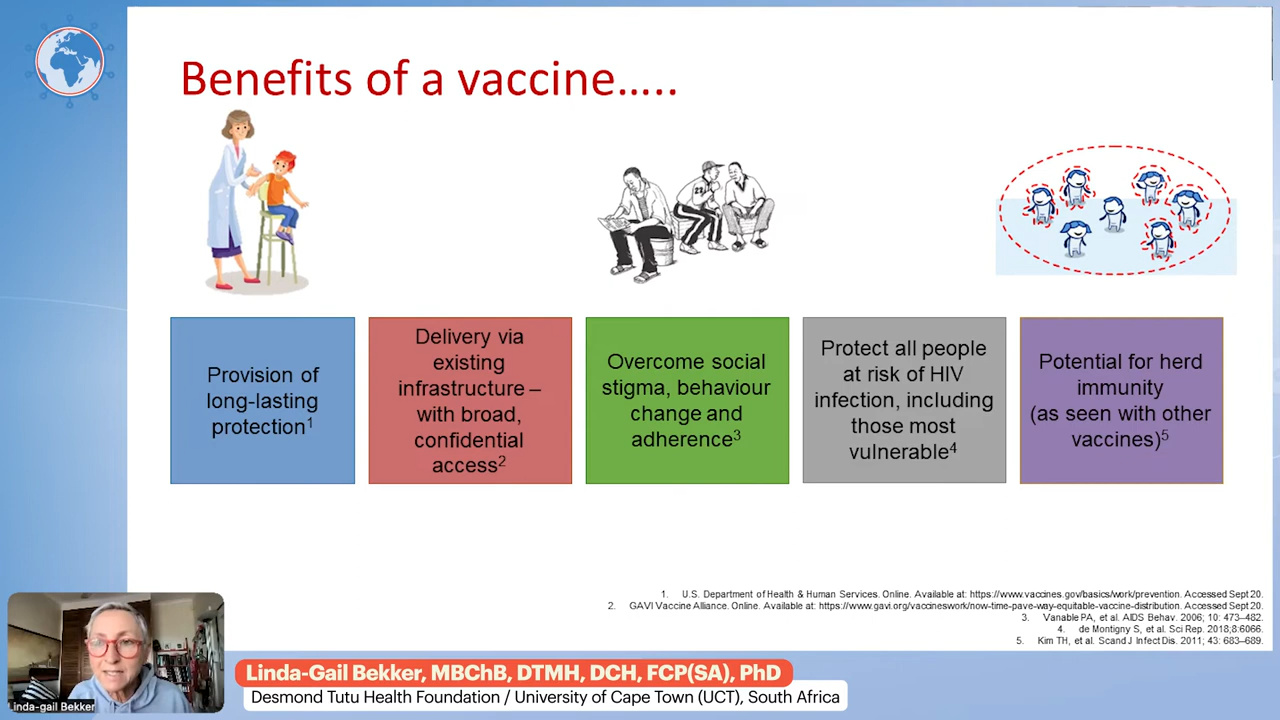 Benefits of a vaccine…..
Provision of
long-lasting
protection1
Delivery via
existing
infrastructure –
with broad,
confidential
access2
Overcome social
stigma, behaviour
change and
adherence3
Protect all people
at risk of HIV
infection, including
those most
vulnerable4
Potential for herd
immunity
(as seen with other
vaccines)5
1. U.S. Department of Health & Human Services. Online. Available at: https://www.vaccines.gov/basics/work/prevention. Accessed Sept 20.
2. GAVI Vaccine Alliance. Online. Available at: https://www.gavi.org/vaccineswork/now-time-pave-way-equitable-vaccine-distribution. Accessed Sept 20.
3. Vanable PA, et al. AIDS Behav. 2006; 10: 473–482.
4. de Montigny S, et al. Sci Rep. 2018;8:6066.
5. Kim TH, et al. Scand J Infect Dis. 2011; 43: 683–689.
Linda-gail Bekker
Linda-Gail Bekker, MBChB, DTMH, DCH, FCP(SA), PhD
Desmond Tutu Health Foundation / University of Cape Town (UCT), South Africa